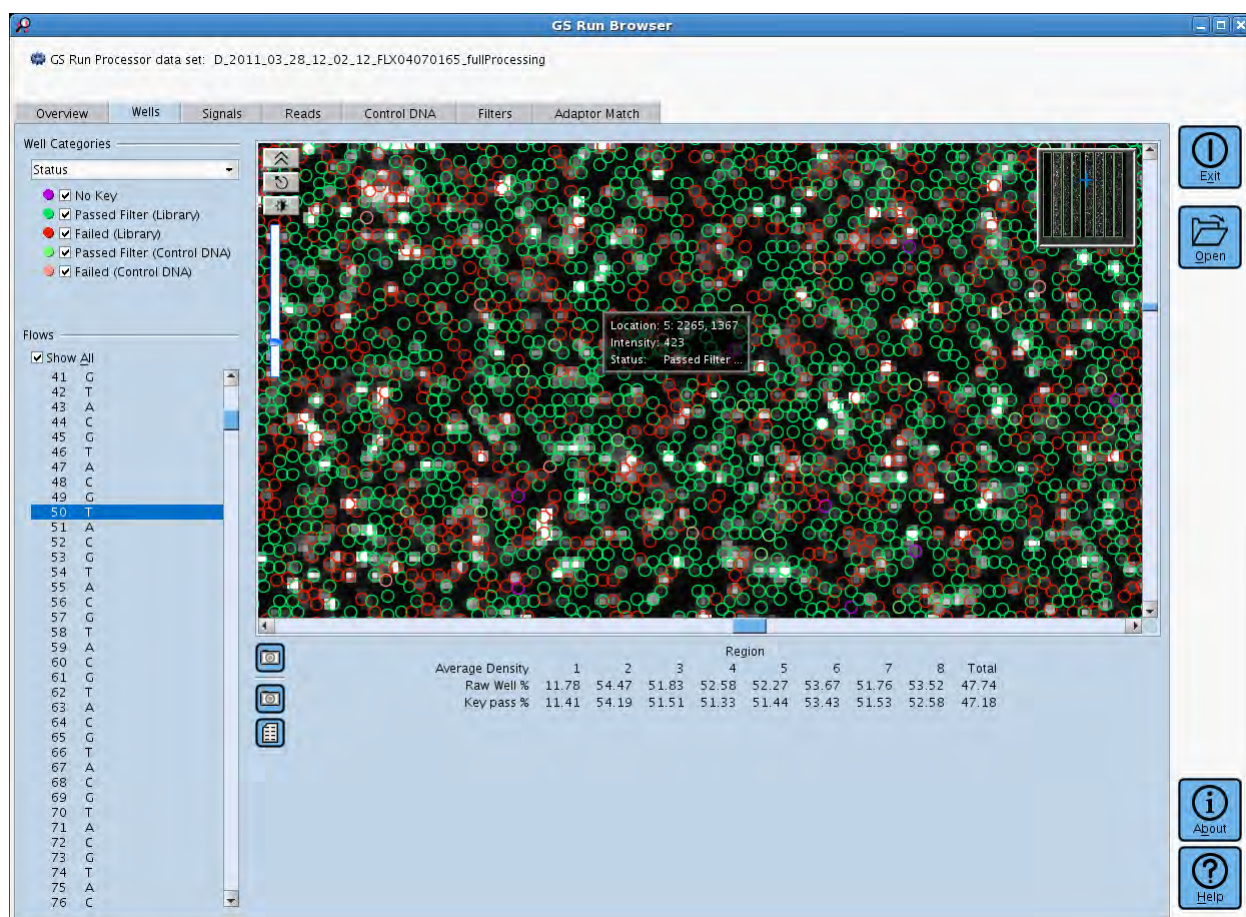 GS Run Browser
GS Run Processor data set: D_2011_03_28_12_02_12_FLX04070165_fullProcessing
Overview Wells Signals Reads Control DNA Filters Adaptor Match
Well Categories
Status
No Key
Passed Filter (Library)
Failed (Library)
Passed Filter (Control DNA)
Failed (Control DNA)
Flows
Show All
41 G
42 T
43 A
44 C
45 G
46 T
47 A
48 C
49 G
50 T
51 A
52 C
53 G
54 T
55 A
56 C
57 G
58 T
59 A
60 C
61 G
62 T
63 A
64 C
65 G
66 T
67 A
68 C
69 G
70 T
71 A
72 C
73 G
74 T
75 A
76 C
Location: 5: 2265, 1367
Intensity: 423
Status: Passed Filter ...
Region
Average Density 1 2 3 4 5 6 7 8 Total
Raw Well % 11.78 54.47 51.83 52.58 52.27 53.67 51.76 53.52 47.74
Key pass % 11.41 54.19 51.51 51.33 51.44 53.43 51.53 52.58 47.18
Exit
Open
About
Help